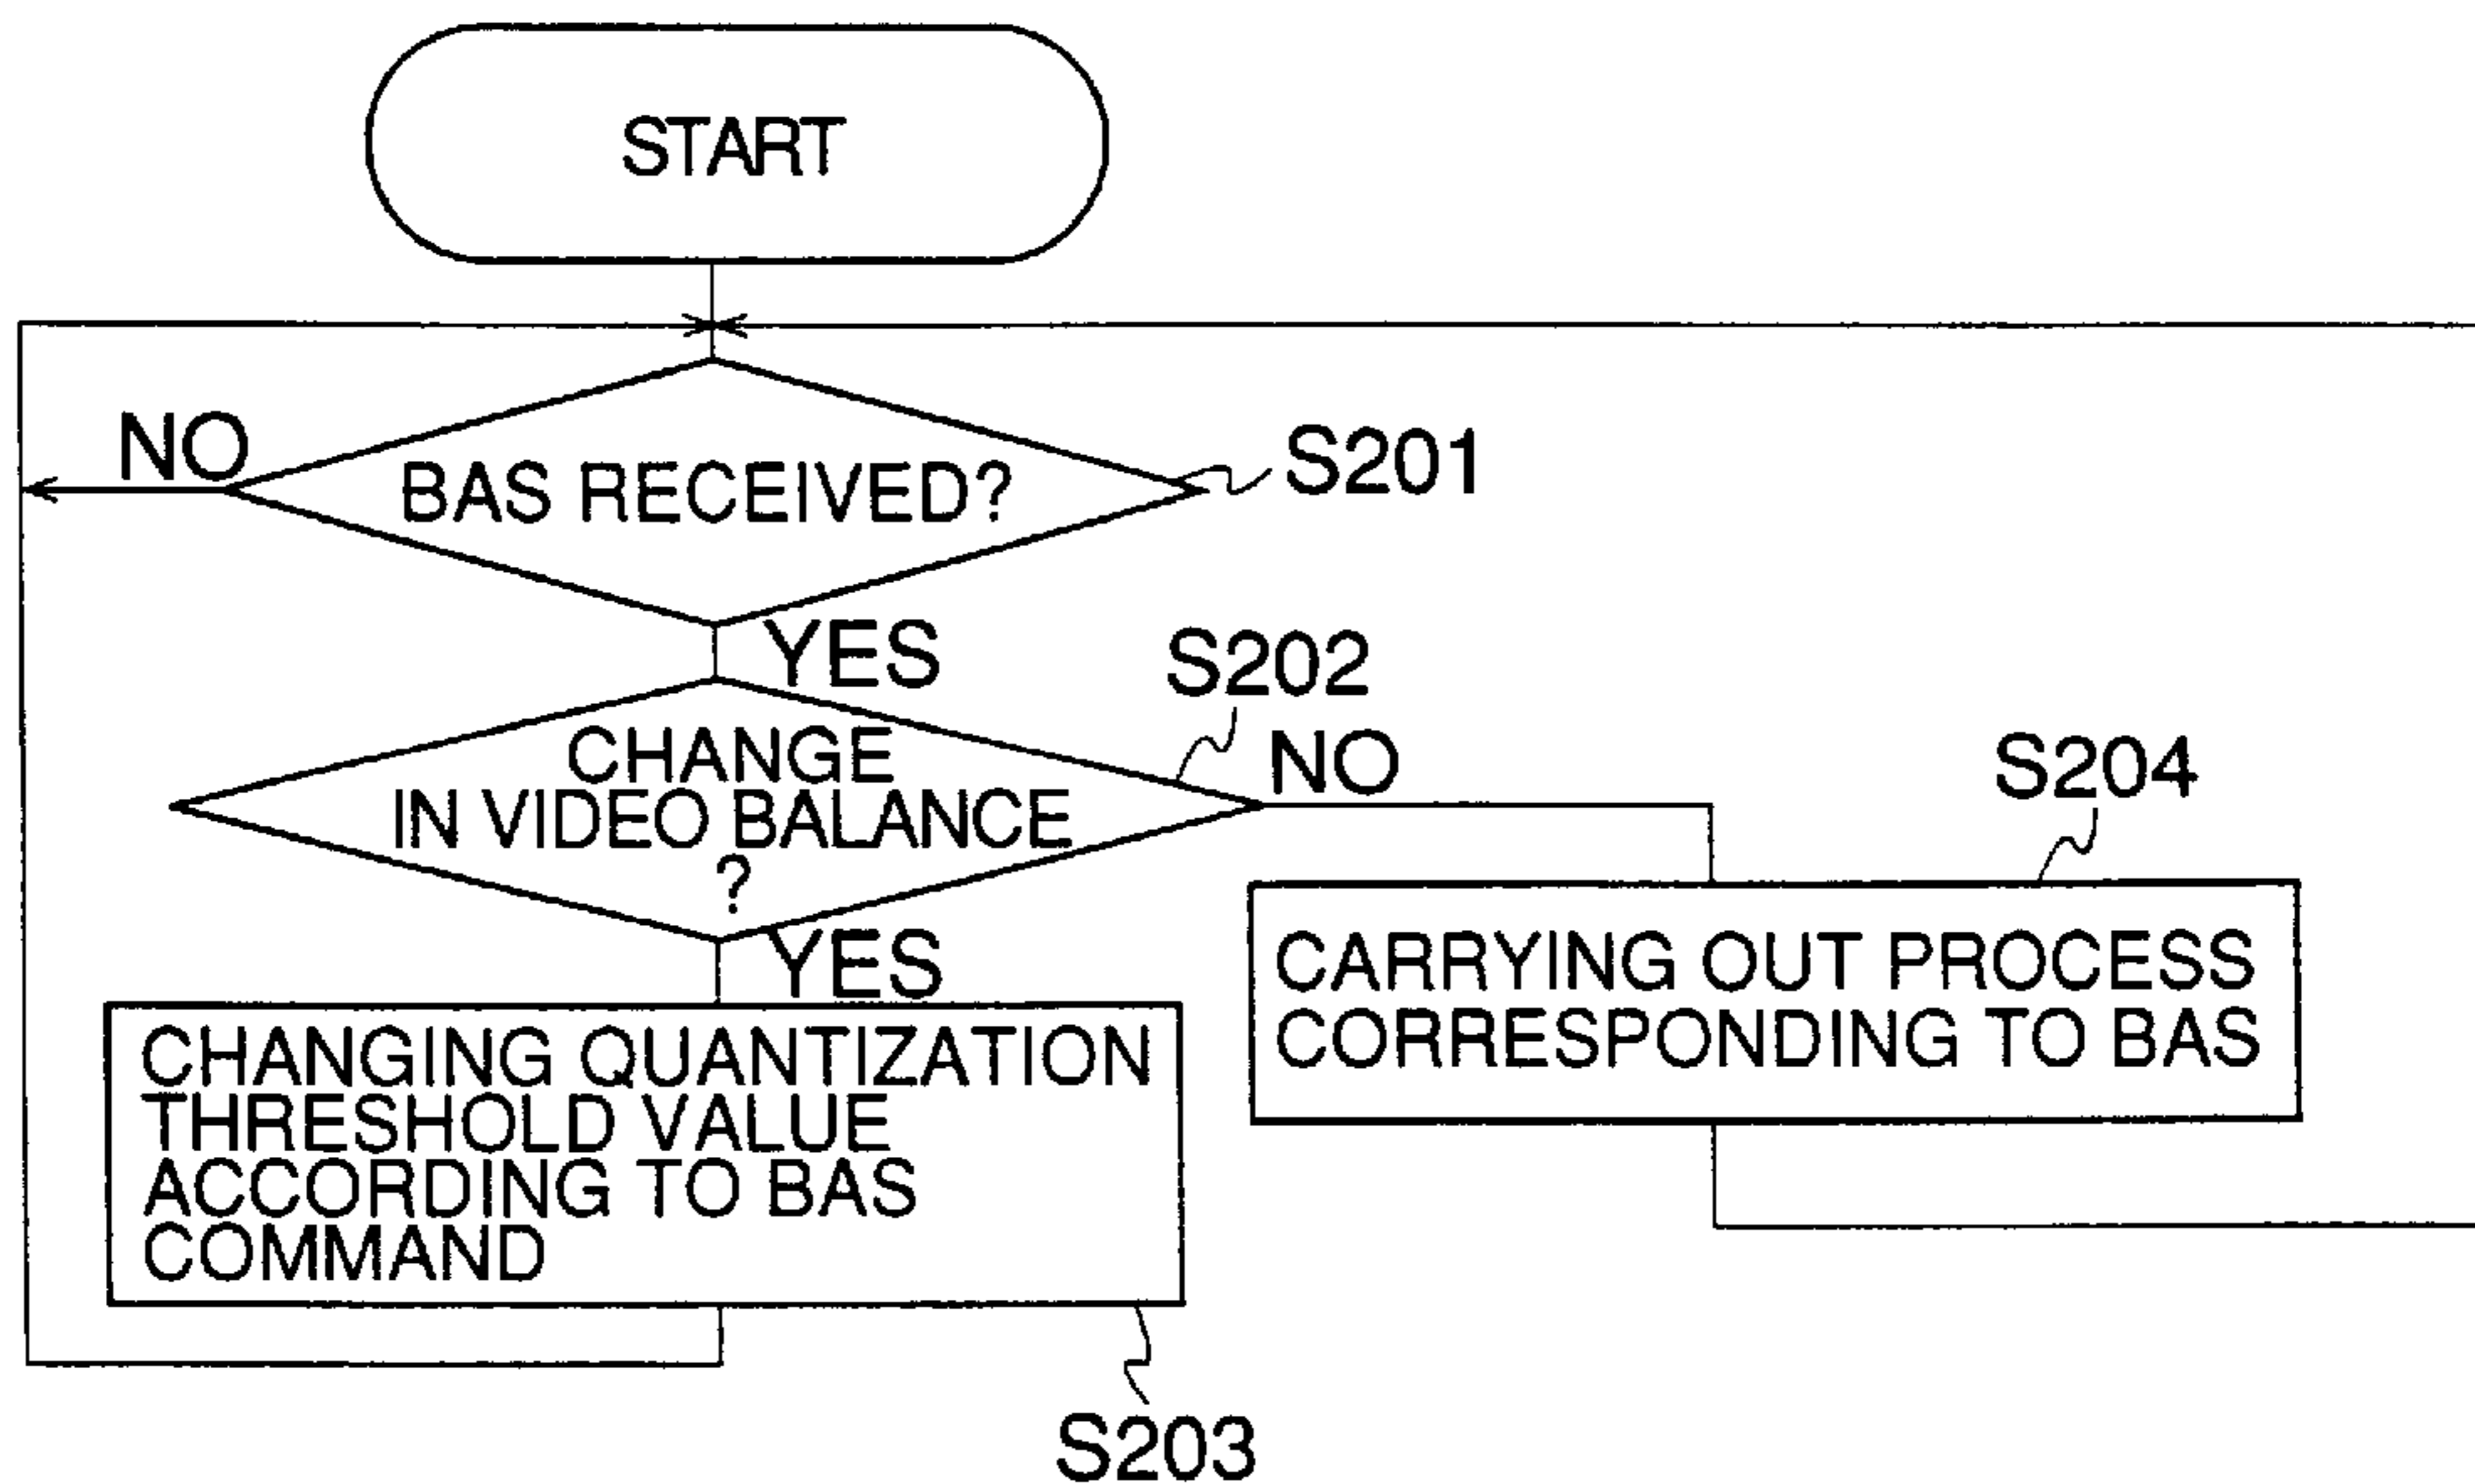 START
NO
BAS RECEIVED?
S201
YES
S202
CHANGE
IN VIDEO BALANCE
?
NO
S204
YES
CARRYING OUT PROCESS
CORRESPONDING TO BAS
CHANGING QUANTIZATION
THRESHOLD VALUE
ACCORDING TO BAS
COMMAND
S203